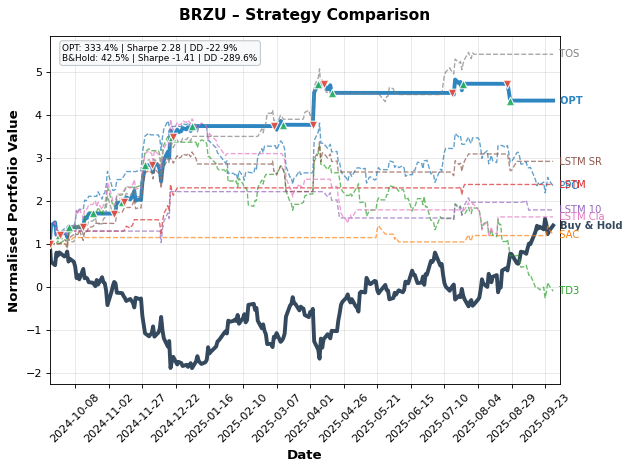 BRZU – Strategy Comparison
OPT: 333.4% | Sharpe 2.28 | DD -22.9%
B&Hold: 42.5% | Sharpe -1.41 | DD -289.6%
Normalised Portfolio Value
5
4
3
2
1
0
−1
−2
TOS
OPT
LSTM SR
LSTM 10
LSTM Cla
Buy & Hold
SAC
TD3
2024-10-08
2024-11-02
2024-11-27
2024-12-22
2025-01-16
2025-02-10
2025-03-07
2025-04-01
2025-04-26
2025-05-21
2025-06-15
2025-07-10
2025-08-04
2025-08-29
2025-09-23
Date